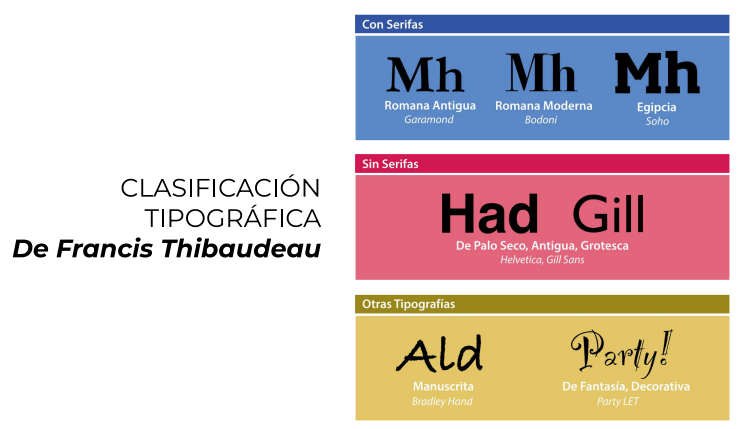 CLASIFICACIÓN
TIPOGRÁFICA
De Francis Thibaudeau
Con Serifas
Mh Mh Mh
Romana Antigua Romana Moderna Egipcia
Garamond Bodoni Soho
Sin Serifas
Had Gill
De Palo Seco, Antigua, Grotesca
Helvetica, Gill Sans
Otras Tipografías
Ald Party!
Manuscrita De Fantasía, Decorativa
Bradley Hand Party LET